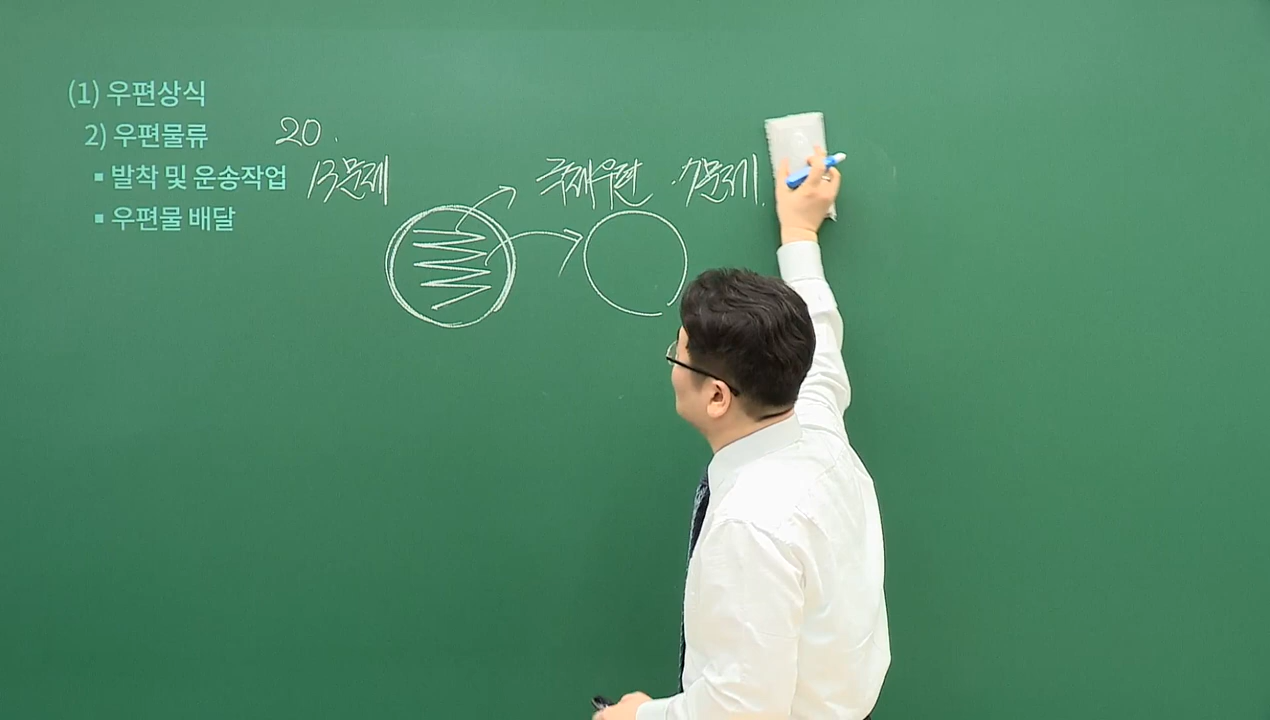 (1) 우편상식
2) 우편물류 20.
▪ 발착 및 운송작업 13문제 국제우편 7문제.
▪ 우편물 배달